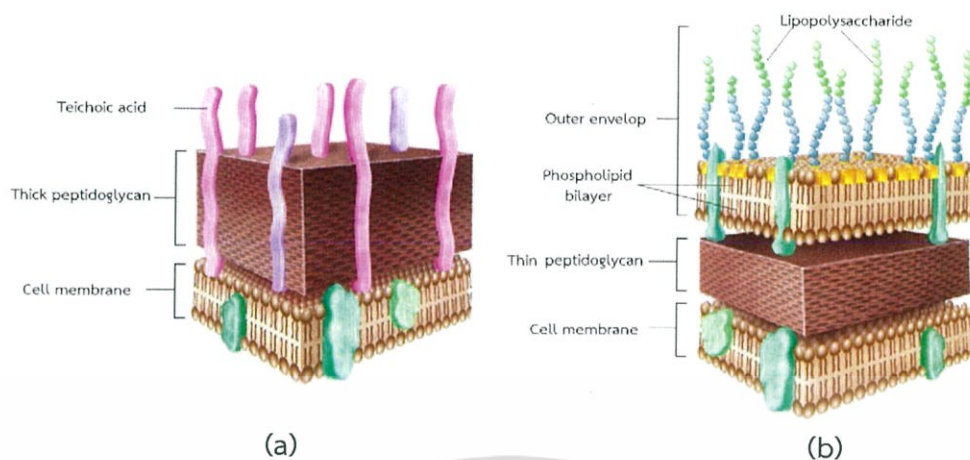 Teichoic acid
Thick peptidoglycan
Cell membrane
(a)
Lipopolysaccharide
Outer envelop
Phospholipid
bilayer
Thin peptidoglycan
Cell membrane
(b)